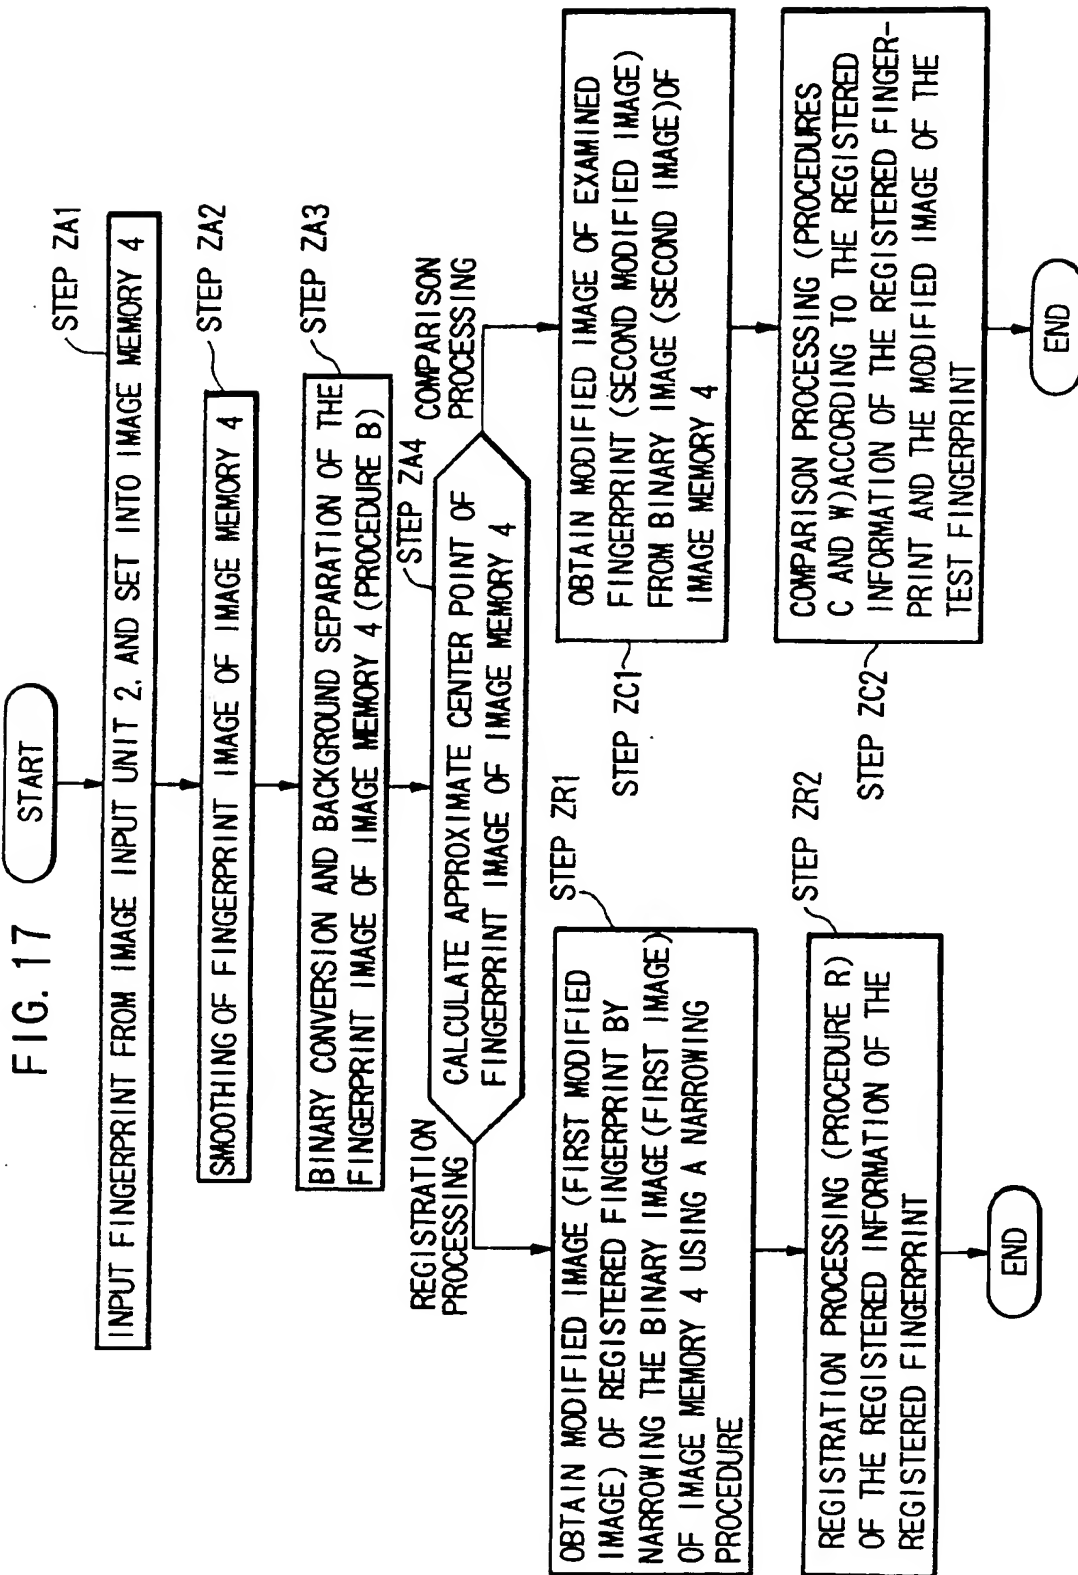 FIG. 17
START
STEP ZA1
INPUT FINGERPRINT FROM IMAGE INPUT UNIT 2, AND SET INTO IMAGE MEMORY 4
STEP ZA2
SMOOTHING OF FINGERPRINT IMAGE OF IMAGE MEMORY 4
STEP ZA3
BINARY CONVERSION AND BACKGROUND SEPARATION OF THE
FINGERPRINT IMAGE OF IMAGE MEMORY 4 (PROCEDURE B)
STEP ZA4
CALCULATE APPROXIMATE CENTER POINT OF
FINGERPRINT IMAGE OF IMAGE MEMORY 4
REGISTRATION
PROCESSING
COMPARISON
PROCESSING
STEP ZR1
OBTAIN MODIFIED IMAGE (FIRST MODIFIED
IMAGE) OF REGISTERED FINGERPRINT BY
NARROWING THE BINARY IMAGE (FIRST IMAGE)
OF IMAGE MEMORY 4 USING A NARROWING
PROCEDURE
STEP ZR2
REGISTRATION PROCESSING (PROCEDURE R)
OF THE REGISTERED INFORMATION OF THE
REGISTERED FINGERPRINT
END
STEP ZC1
OBTAIN MODIFIED IMAGE OF EXAMINED
FINGERPRINT (SECOND MODIFIED IMAGE)
FROM BINARY IMAGE (SECOND IMAGE) OF
IMAGE MEMORY 4
STEP ZC2
COMPARISON PROCESSING (PROCEDURES
C AND W) ACCORDING TO THE REGISTERED
INFORMATION OF THE REGISTERED FINGER-
PRINT AND THE MODIFIED IMAGE OF THE
TEST FINGERPRINT
END